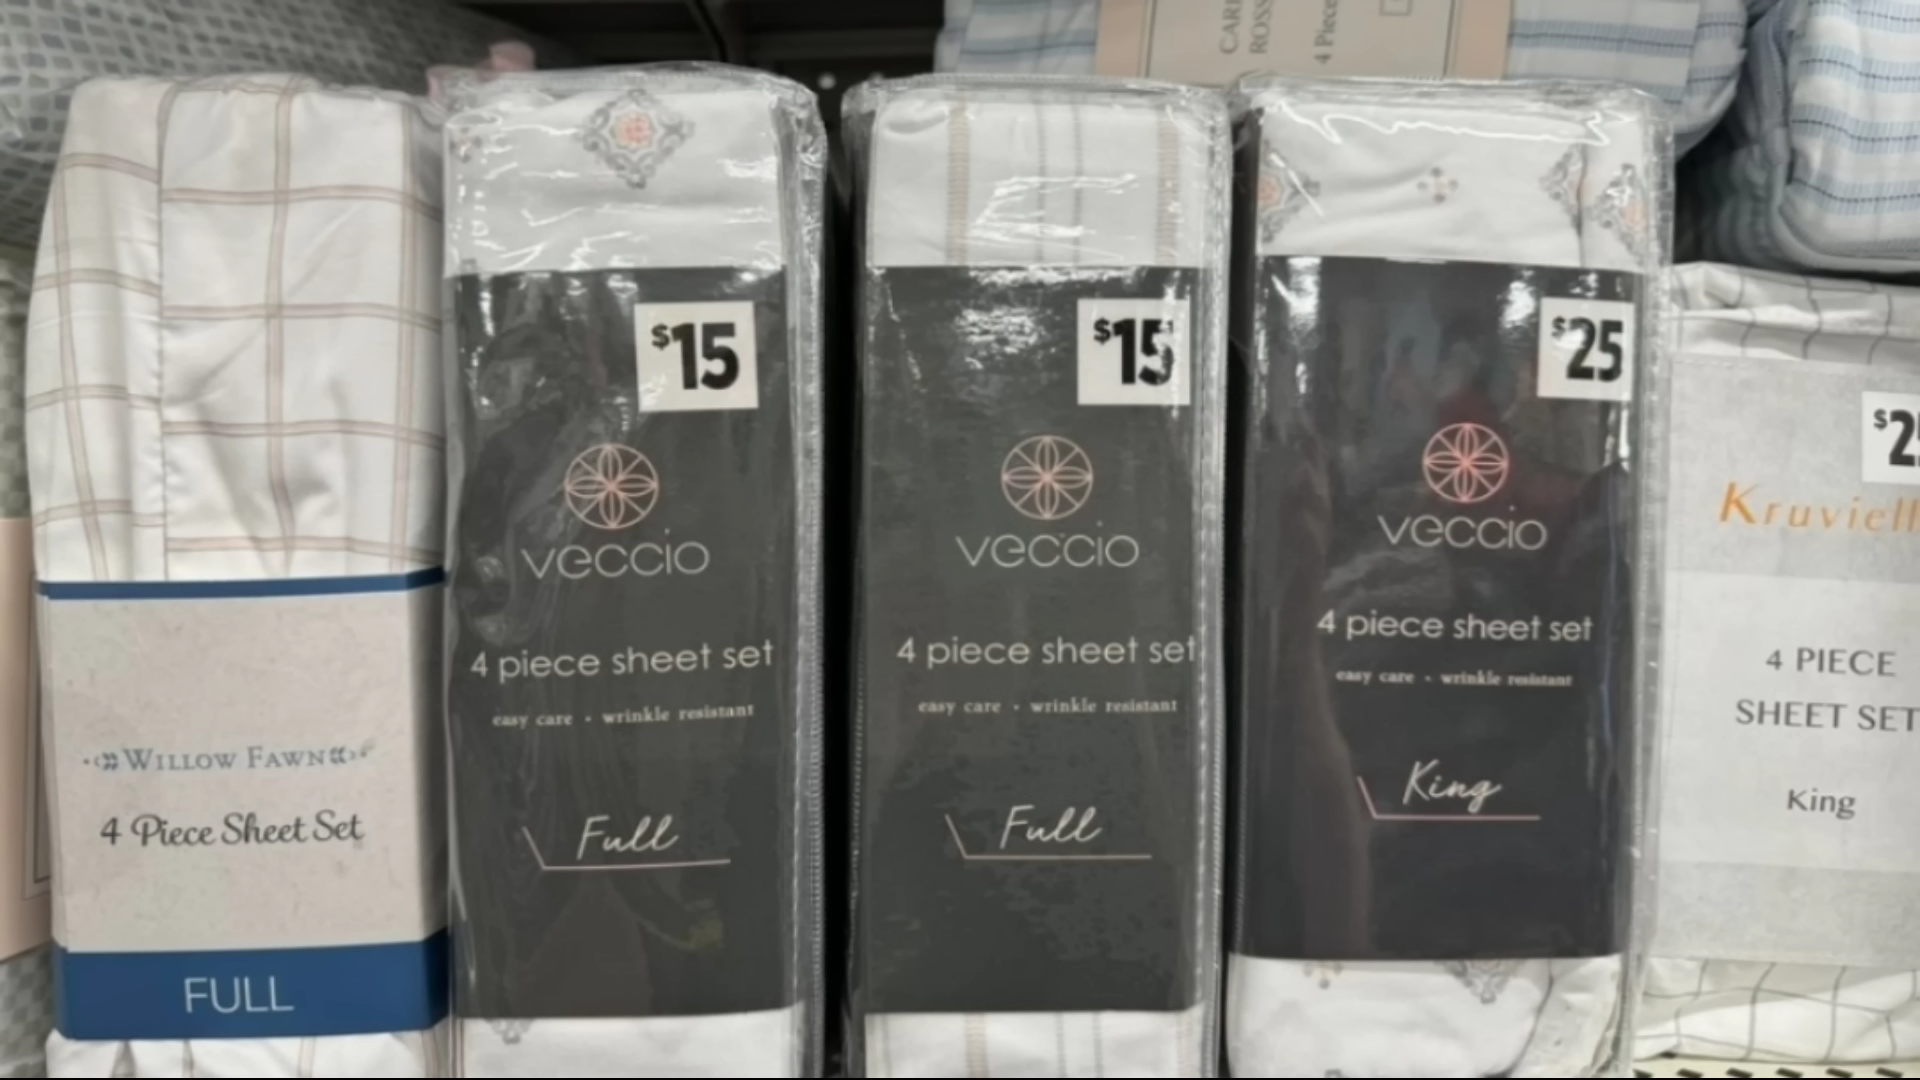 4 Piece
WILLOW FAWN
4 Piece Sheet Set
FULL
$15
veccio
4 piece sheet set
easy care • wrinkle resistant
Full
$15
veccio
4 piece sheet set
easy care • wrinkle resistant
Full
$25
veccio
4 piece sheet set
easy care • wrinkle resistant
King
4 PIECE
SHEET SET
King